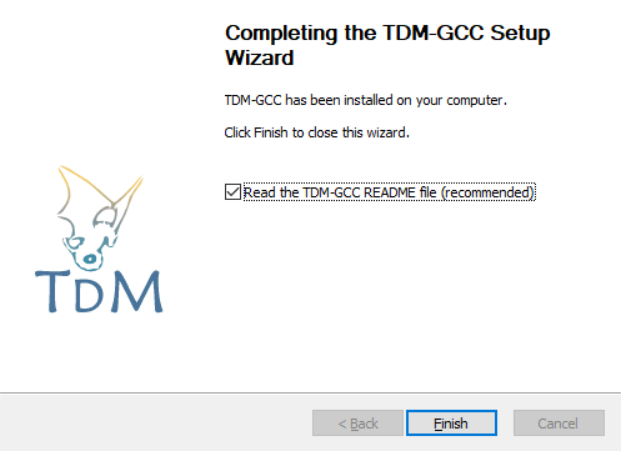 Completing the TDM-GCC Setup
Wizard
TDM-GCC has been installed on your computer.
Click Finish to close this wizard.
Read the TDM-GCC README file (recommended)
TDM
< Back
Finish
Cancel